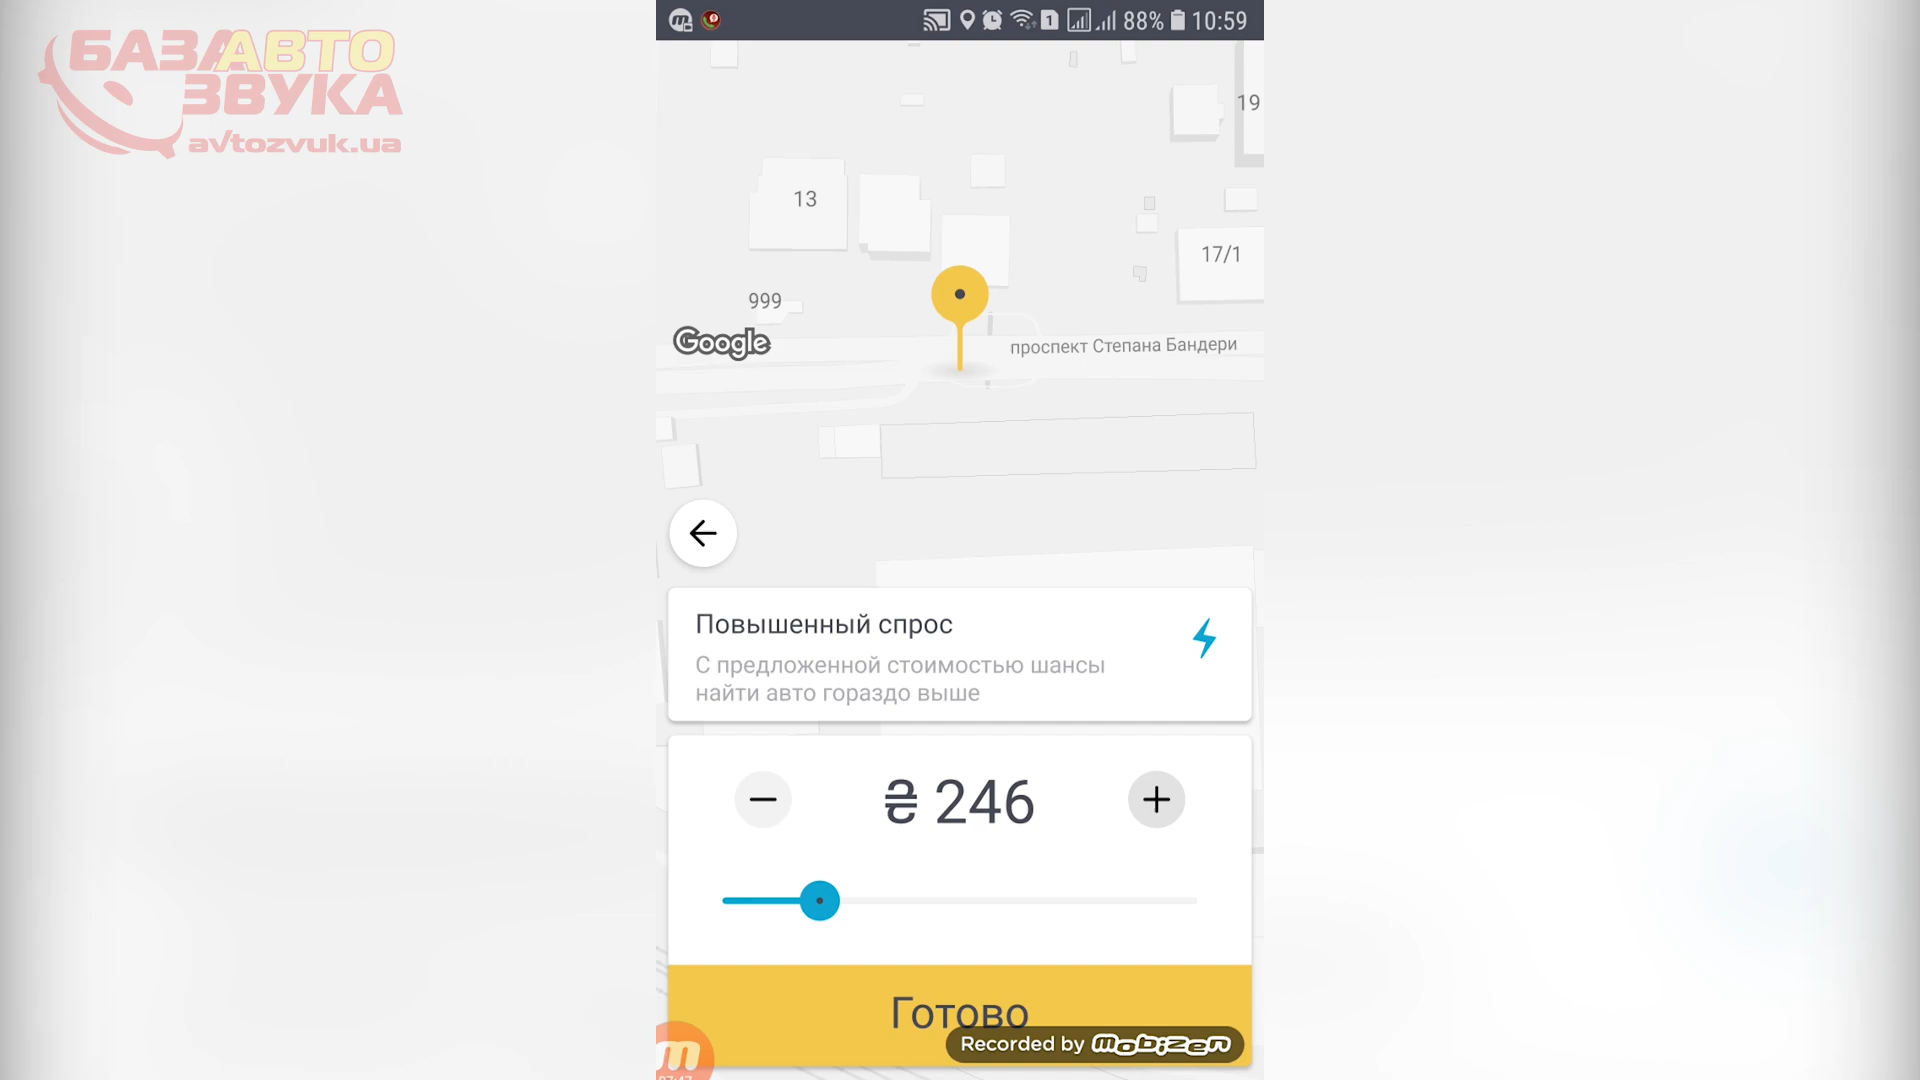 БАЗА АВТО
ЗВУКА
avtozvuk.ua
1
88%
10:59
19
13
17/1
999
Google
проспект Степана Бандери
Повышенный спрос
С предложенной стоимостью шансы
найти авто гораздо выше
₴ 246
Готово
Recorded by mobizen